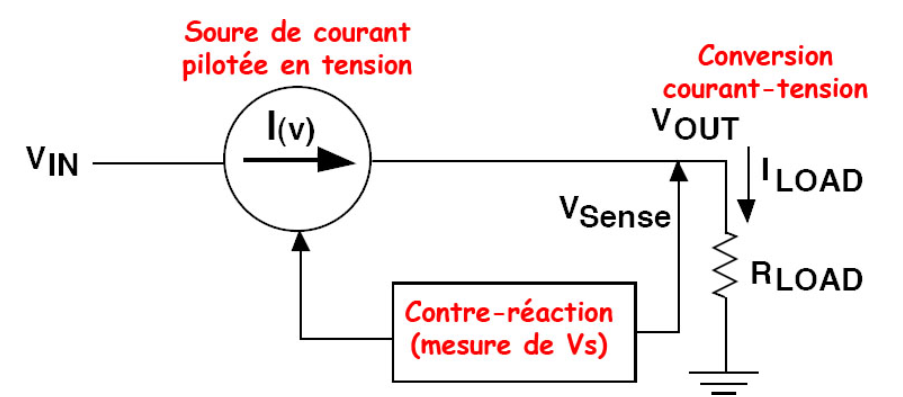 Soure de courant
pilotée en tension
Conversion
courant-tension
I(v)
VOUT
VIN
ILOAD
VSense
RLOAD
Contre-réaction
(mesure de Vs)